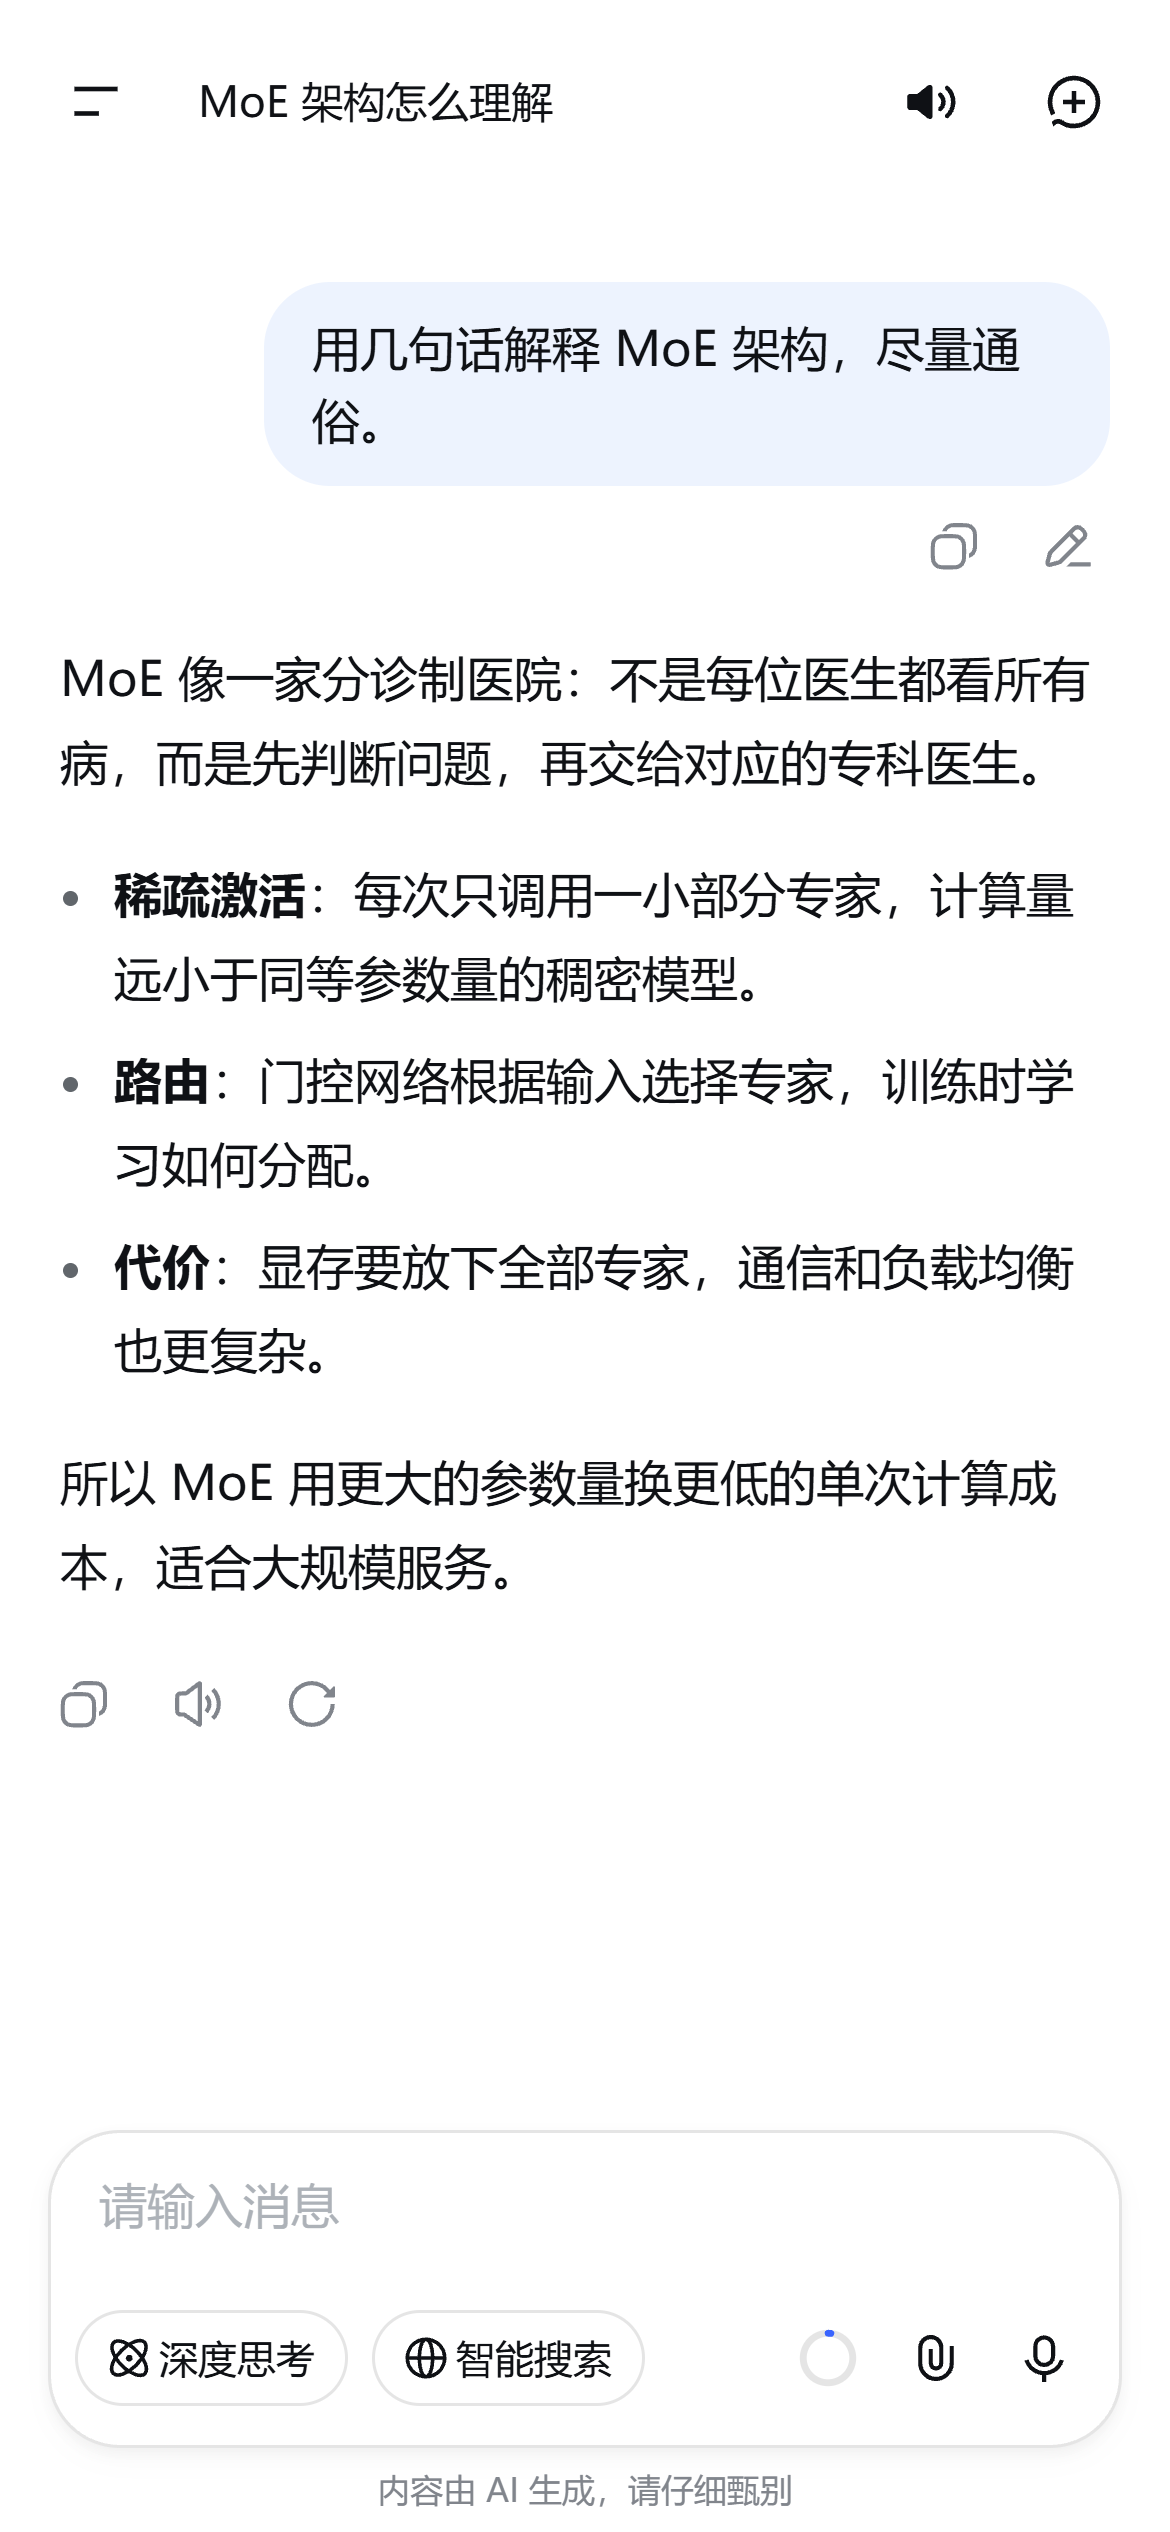 MoE 架构怎么理解
用几句话解释 MoE 架构，尽量通
俗。
MoE 像一家分诊制医院：不是每位医生都看所有
病，而是先判断问题，再交给对应的专科医生。
稀疏激活：每次只调用一小部分专家，计算量
远小于同等参数量的稠密模型。
路由：门控网络根据输入选择专家，训练时学
习如何分配。
代价：显存要放下全部专家，通信和负载均衡
也更复杂。
所以 MoE 用更大的参数量换更低的单次计算成
本，适合大规模服务。
请输入消息
深度思考 智能搜索
内容由 AI 生成，请仔细甄别